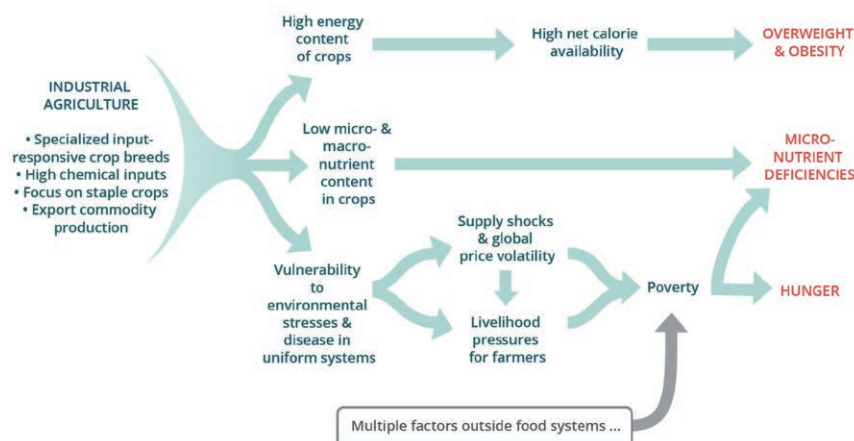 INDUSTRIAL
AGRICULTURE
• Specialized input-
responsive crop breeds
• High chemical inputs
• Focus on staple crops
• Export commodity
production
High energy
content
of crops
High net calorie
availability
OVERWEIGHT
& OBESITY
Low micro- &
macro-
nutrient
content
in crops
MICRO-
NUTRIENT
DEFICIENCIES
Vulnerability
to
environmental
stresses &
disease in
uniform systems
Supply shocks
& global
price volatility
Livelihood
pressures
for farmers
Poverty
HUNGER
Multiple factors outside food systems ...